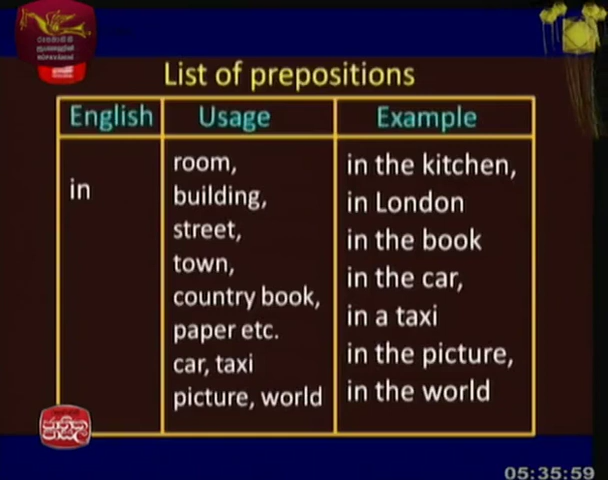 List of prepositions
English Usage Example
in
room,
building,
street,
town,
country book,
paper etc.
car, taxi
picture, world
in the kitchen,
in London
in the book
in the car,
in a taxi
in the picture,
in the world
05:35:59